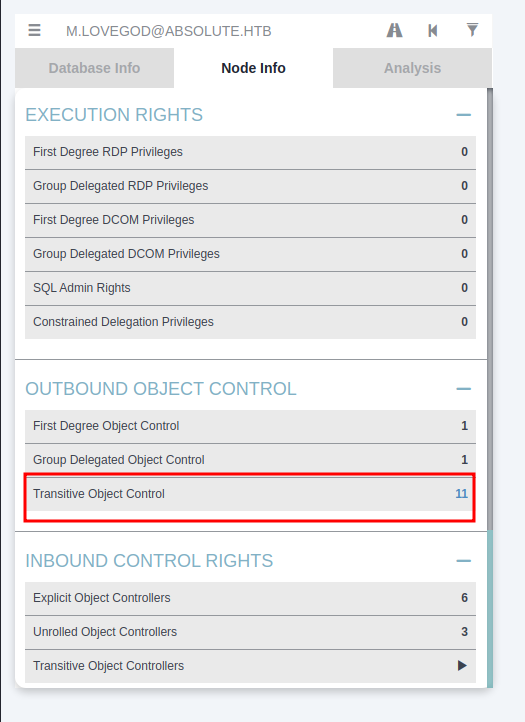 M.LOVEGOD@ABSOLUTE.HTB
Database Info Node Info Analysis
EXECUTION RIGHTS
First Degree RDP Privileges 0
Group Delegated RDP Privileges 0
First Degree DCOM Privileges 0
Group Delegated DCOM Privileges 0
SQL Admin Rights 0
Constrained Delegation Privileges 0
OUTBOUND OBJECT CONTROL
First Degree Object Control 1
Group Delegated Object Control 1
Transitive Object Control 11
INBOUND CONTROL RIGHTS
Explicit Object Controllers 6
Unrolled Object Controllers 3
Transitive Object Controllers